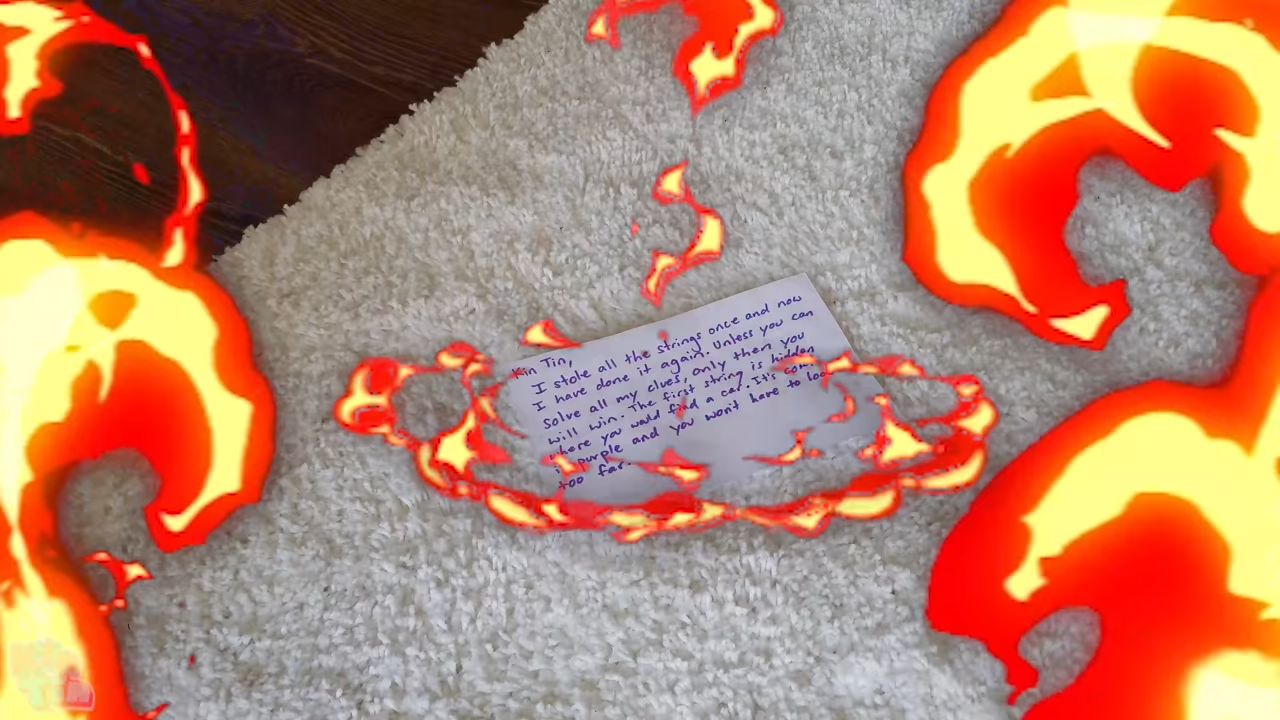 Kin Tin,
I stole all the strings once and now
I have done it again. Unless you can
solve all my clues, only then you
will win. The first string is hidden
where you would find a car. It's
is purple and you won't have to
too far.